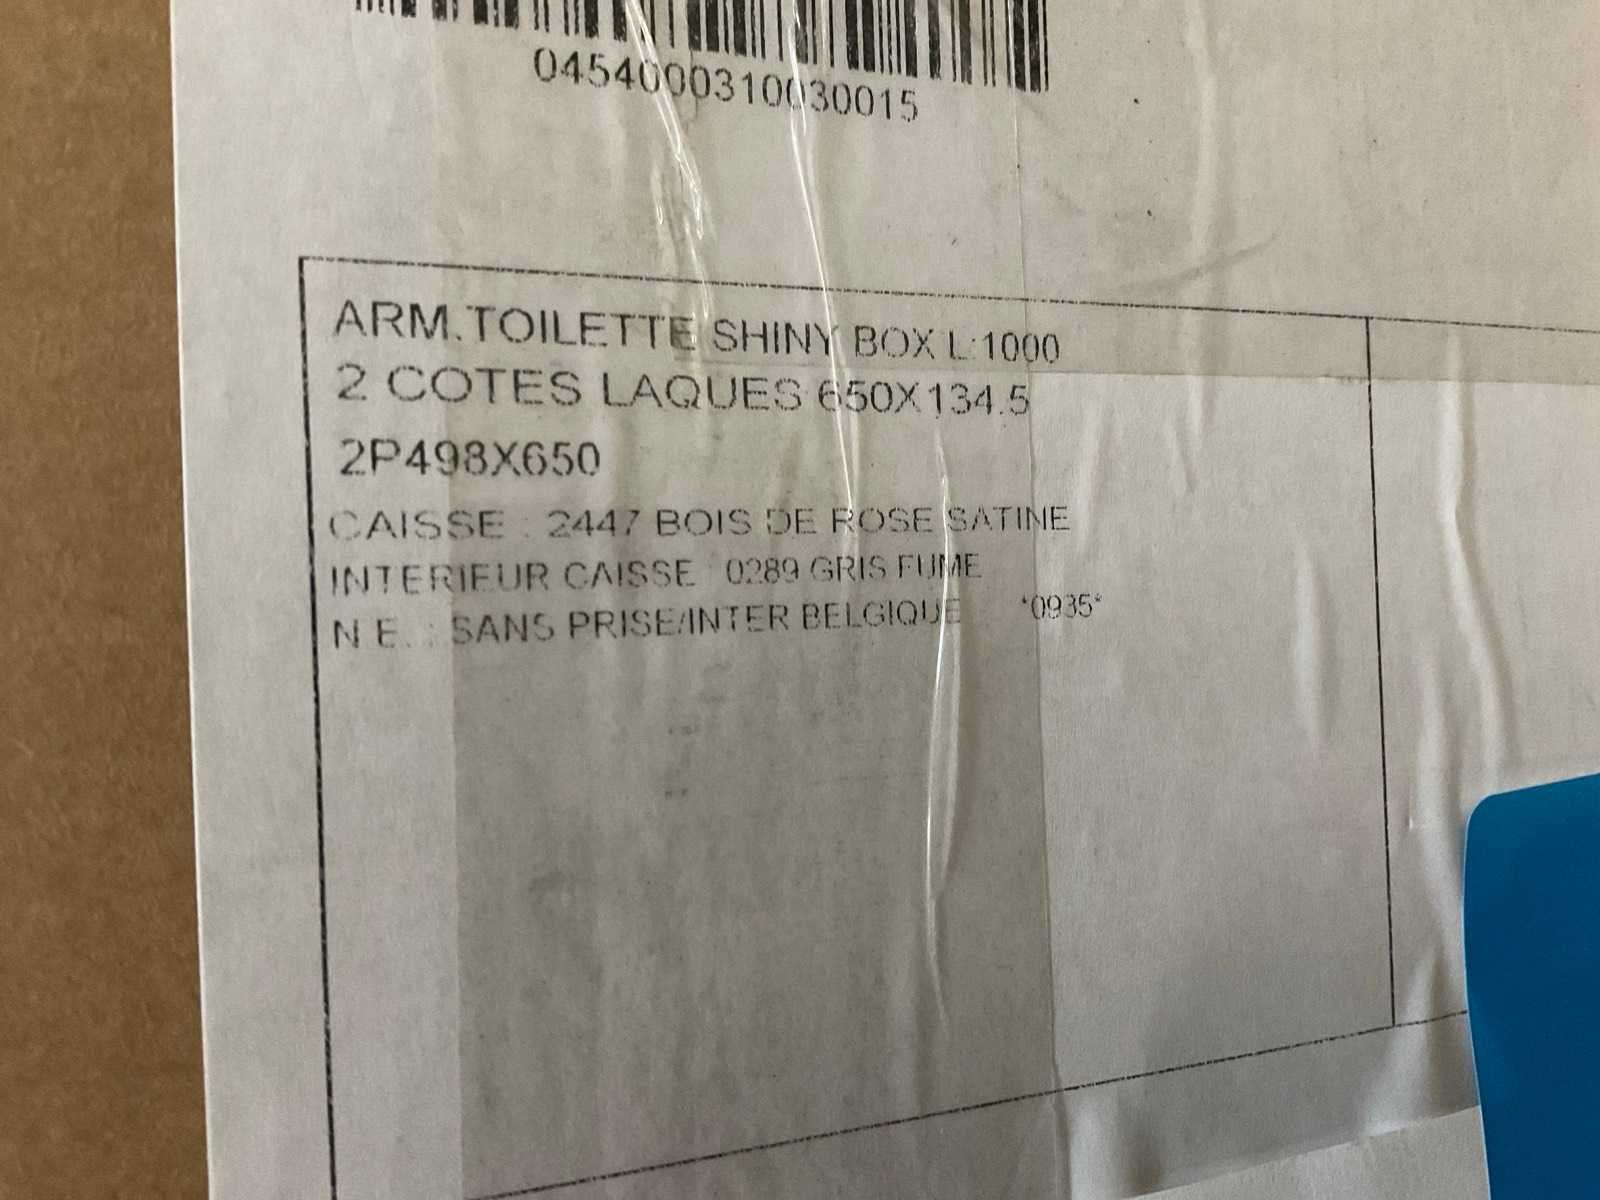 0454000310030015
ARM.TOILETTE SHINY BOX L:1000
2 COTES LAQUES 650X134.5
2P498X650
CAISSE : 2447 BOIS DE ROSE SATINE
INTERIEUR CAISSE 0289 GRIS FUME
N E. : SANS PRISE/INTER BELGIQUE *0935*